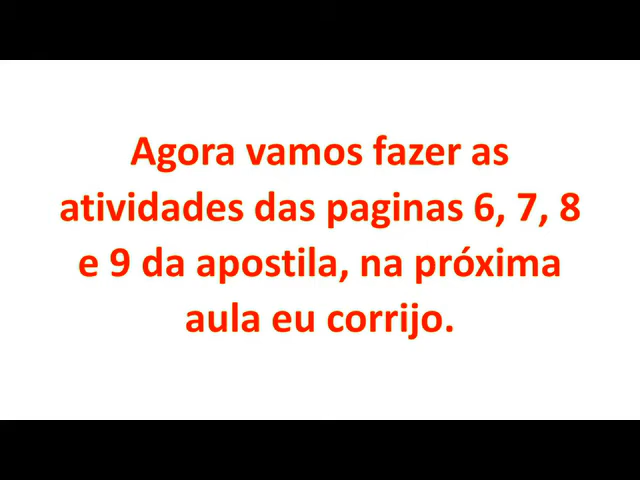 Agora vamos fazer as
atividades das paginas 6, 7, 8
e 9 da apostila, na próxima
aula eu corrijo.